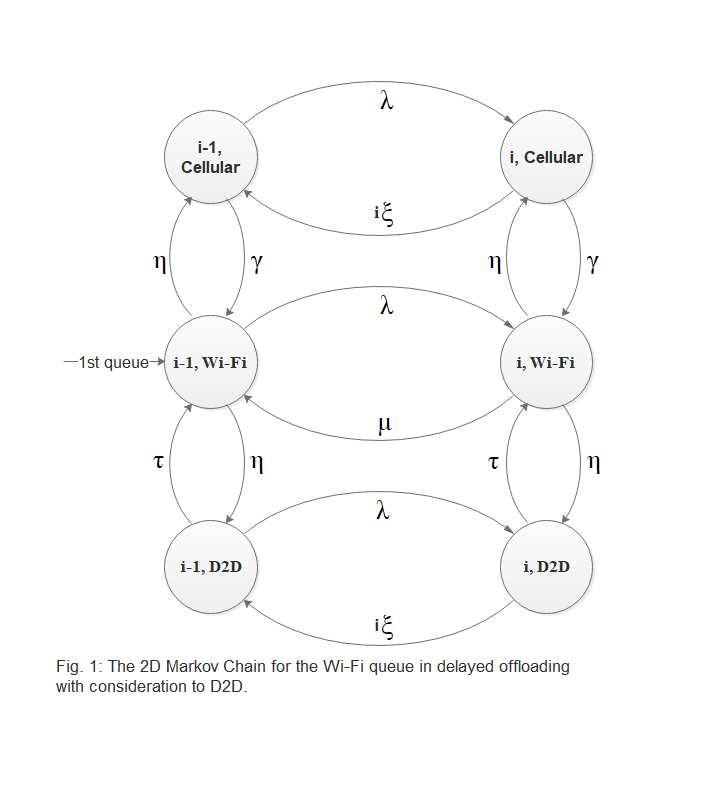 λ
i-1,
Cellular
i, Cellular
iξ
η
γ
η
γ
λ
1st queue
i-1, Wi-Fi
i, Wi-Fi
μ
τ
η
τ
η
λ
i-1, D2D
i, D2D
iξ
Fig. 1: The 2D Markov Chain for the Wi-Fi queue in delayed offloading
with consideration to D2D.